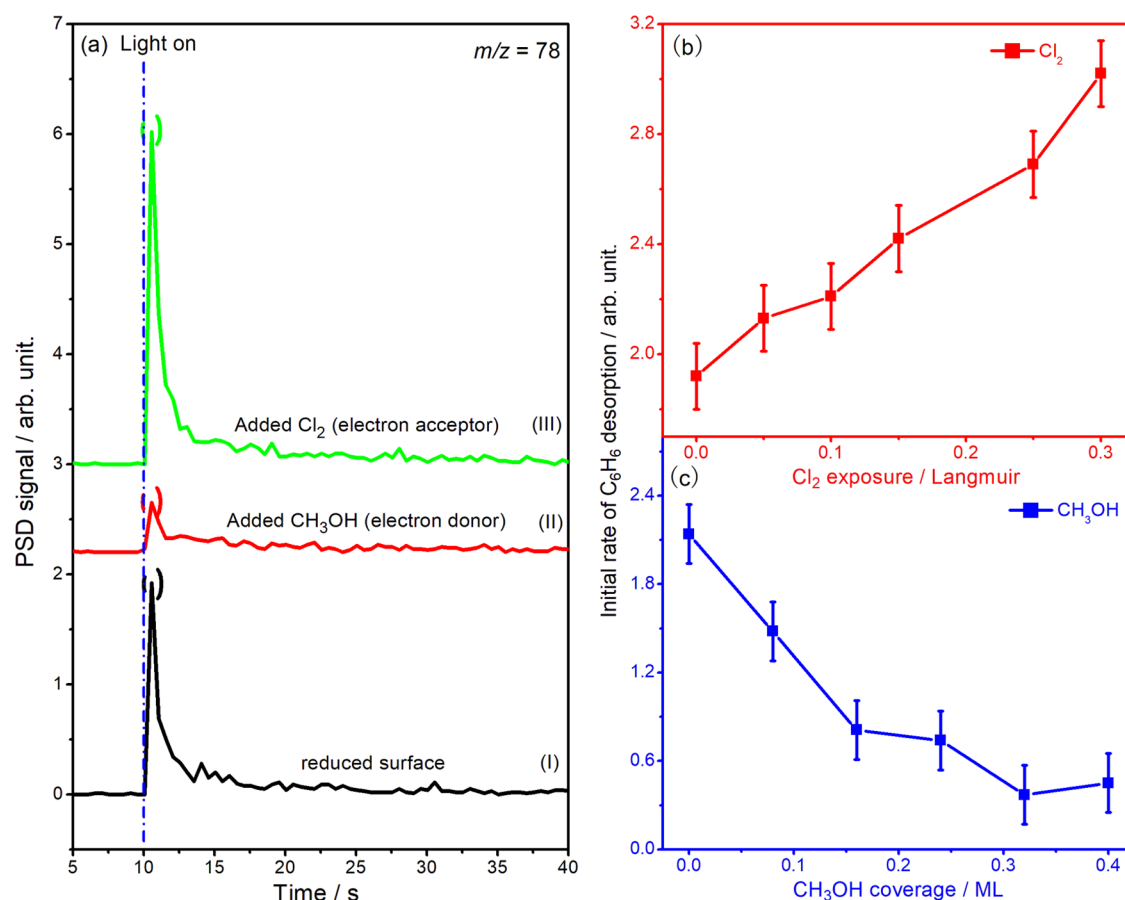 (a)
Light on
m/z = 78
PSD signal / arb. unit.
7
6
5
4
3
2
1
0
Added Cl₂ (electron acceptor) (III)
Added CH₃OH (electron donor) (II)
reduced surface (I)
5 10 15 20 25 30 35 40
Time / s
Initial rate of C₆H₆ desorption / arb. unit.
(b)
Cl₂
3.2
2.8
2.4
2.0
0.0 0.1 0.2 0.3
Cl₂ exposure / Langmuir
(c)
CH₃OH
2.4
1.8
1.2
0.6
0.0
0.0 0.1 0.2 0.3 0.4
CH₃OH coverage / ML